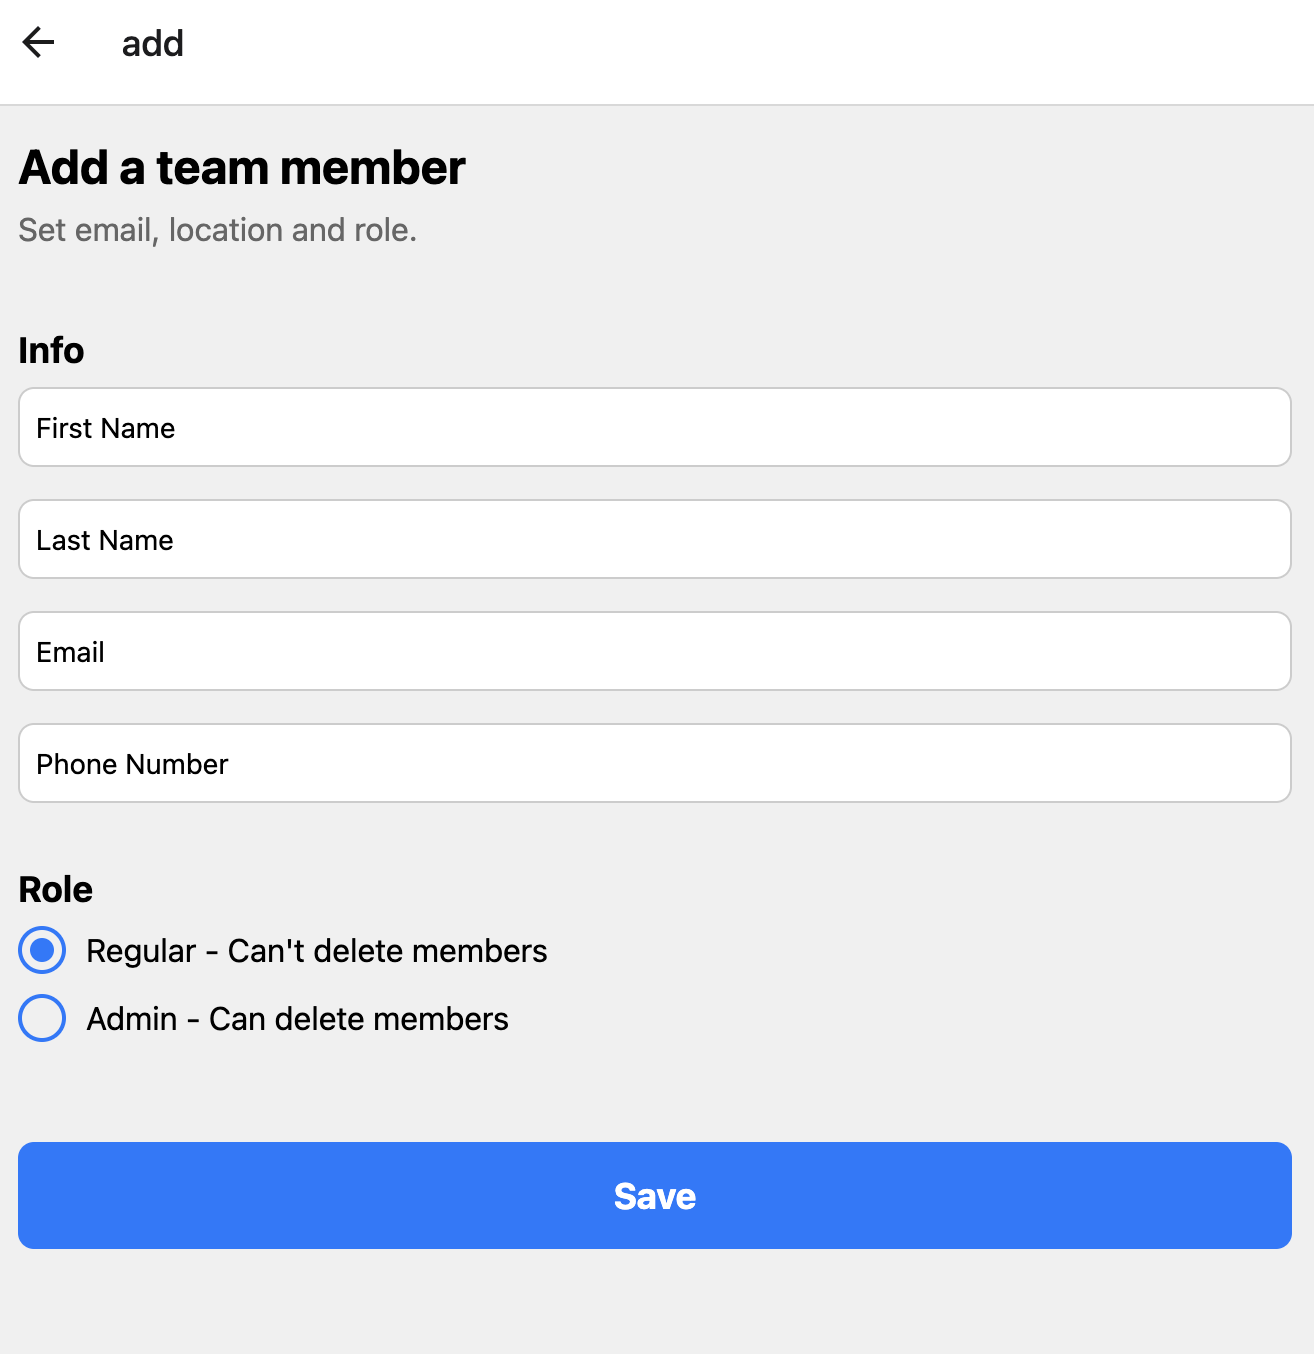 add
Add a team member
Set email, location and role.
Info
First Name
Last Name
Email
Phone Number
Role
Regular - Can't delete members
Admin - Can delete members
Save